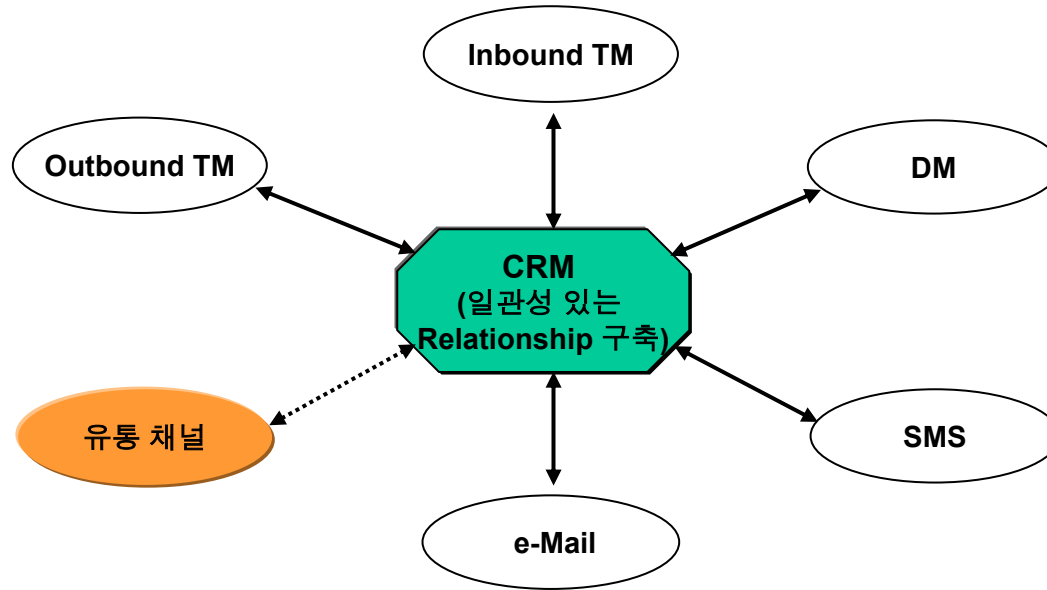 Inbound TM
Outbound TM
DM
CRM
(일관성 있는
Relationship 구축)
유통 채널
SMS
e-Mail